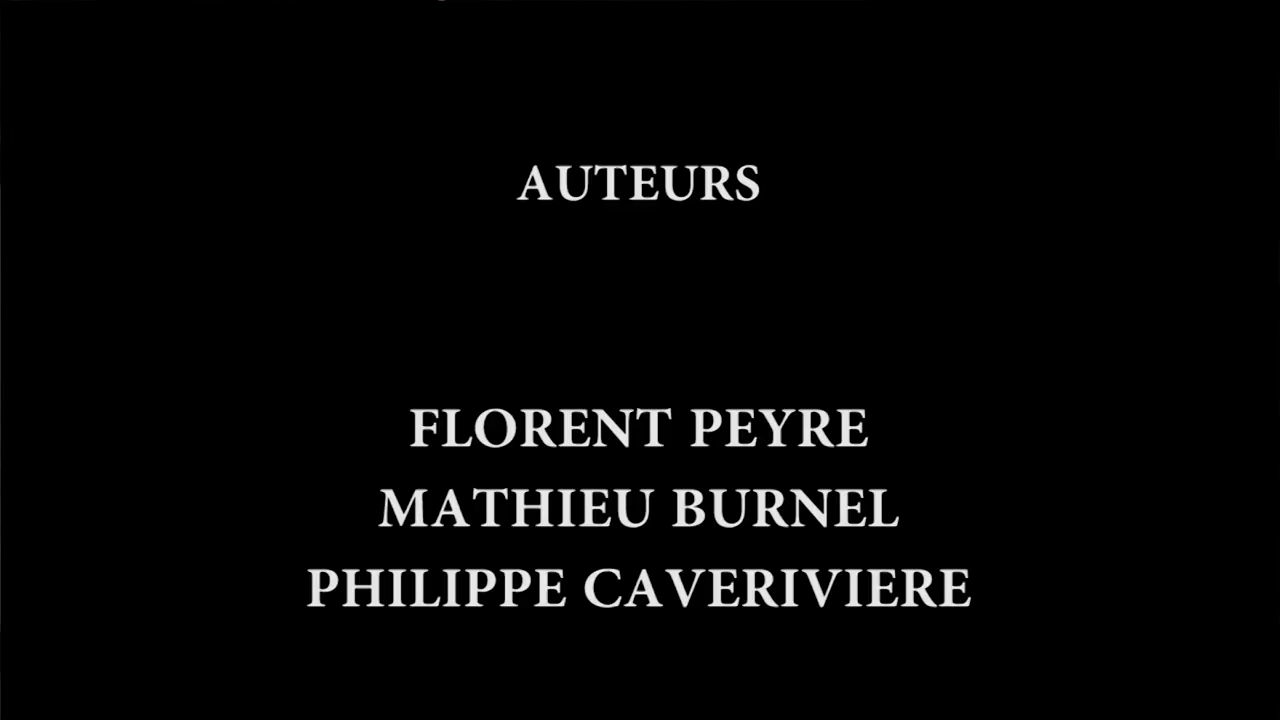 AUTEURS
FLORENT PEYRE
MATHIEU BURNEL
PHILIPPE CAVERIVIERE